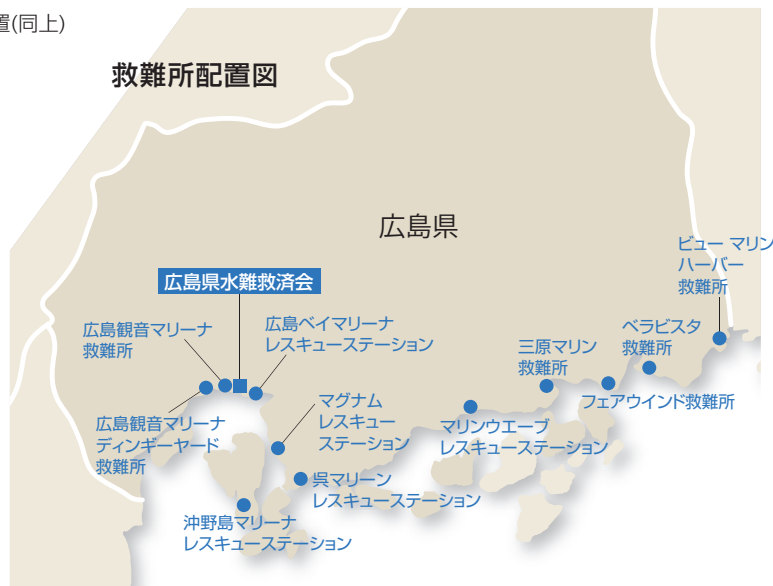 置(同上)
救難所配置図
広島県
ビュー マリン
ハーバー
救難所
広島県水難救済会
広島観音マリーナ
救難所
広島ベイマリーナ
レスキューステーション
ベラビスタ
救難所
三原マリン
救難所
フェアウインド救難所
マグナム
レスキュー
ステーション
マリンウエーブ
レスキューステーション
広島観音マリーナ
ディンギーヤード
救難所
呉マリーン
レスキューステーション
沖野島マリーナ
レスキューステーション